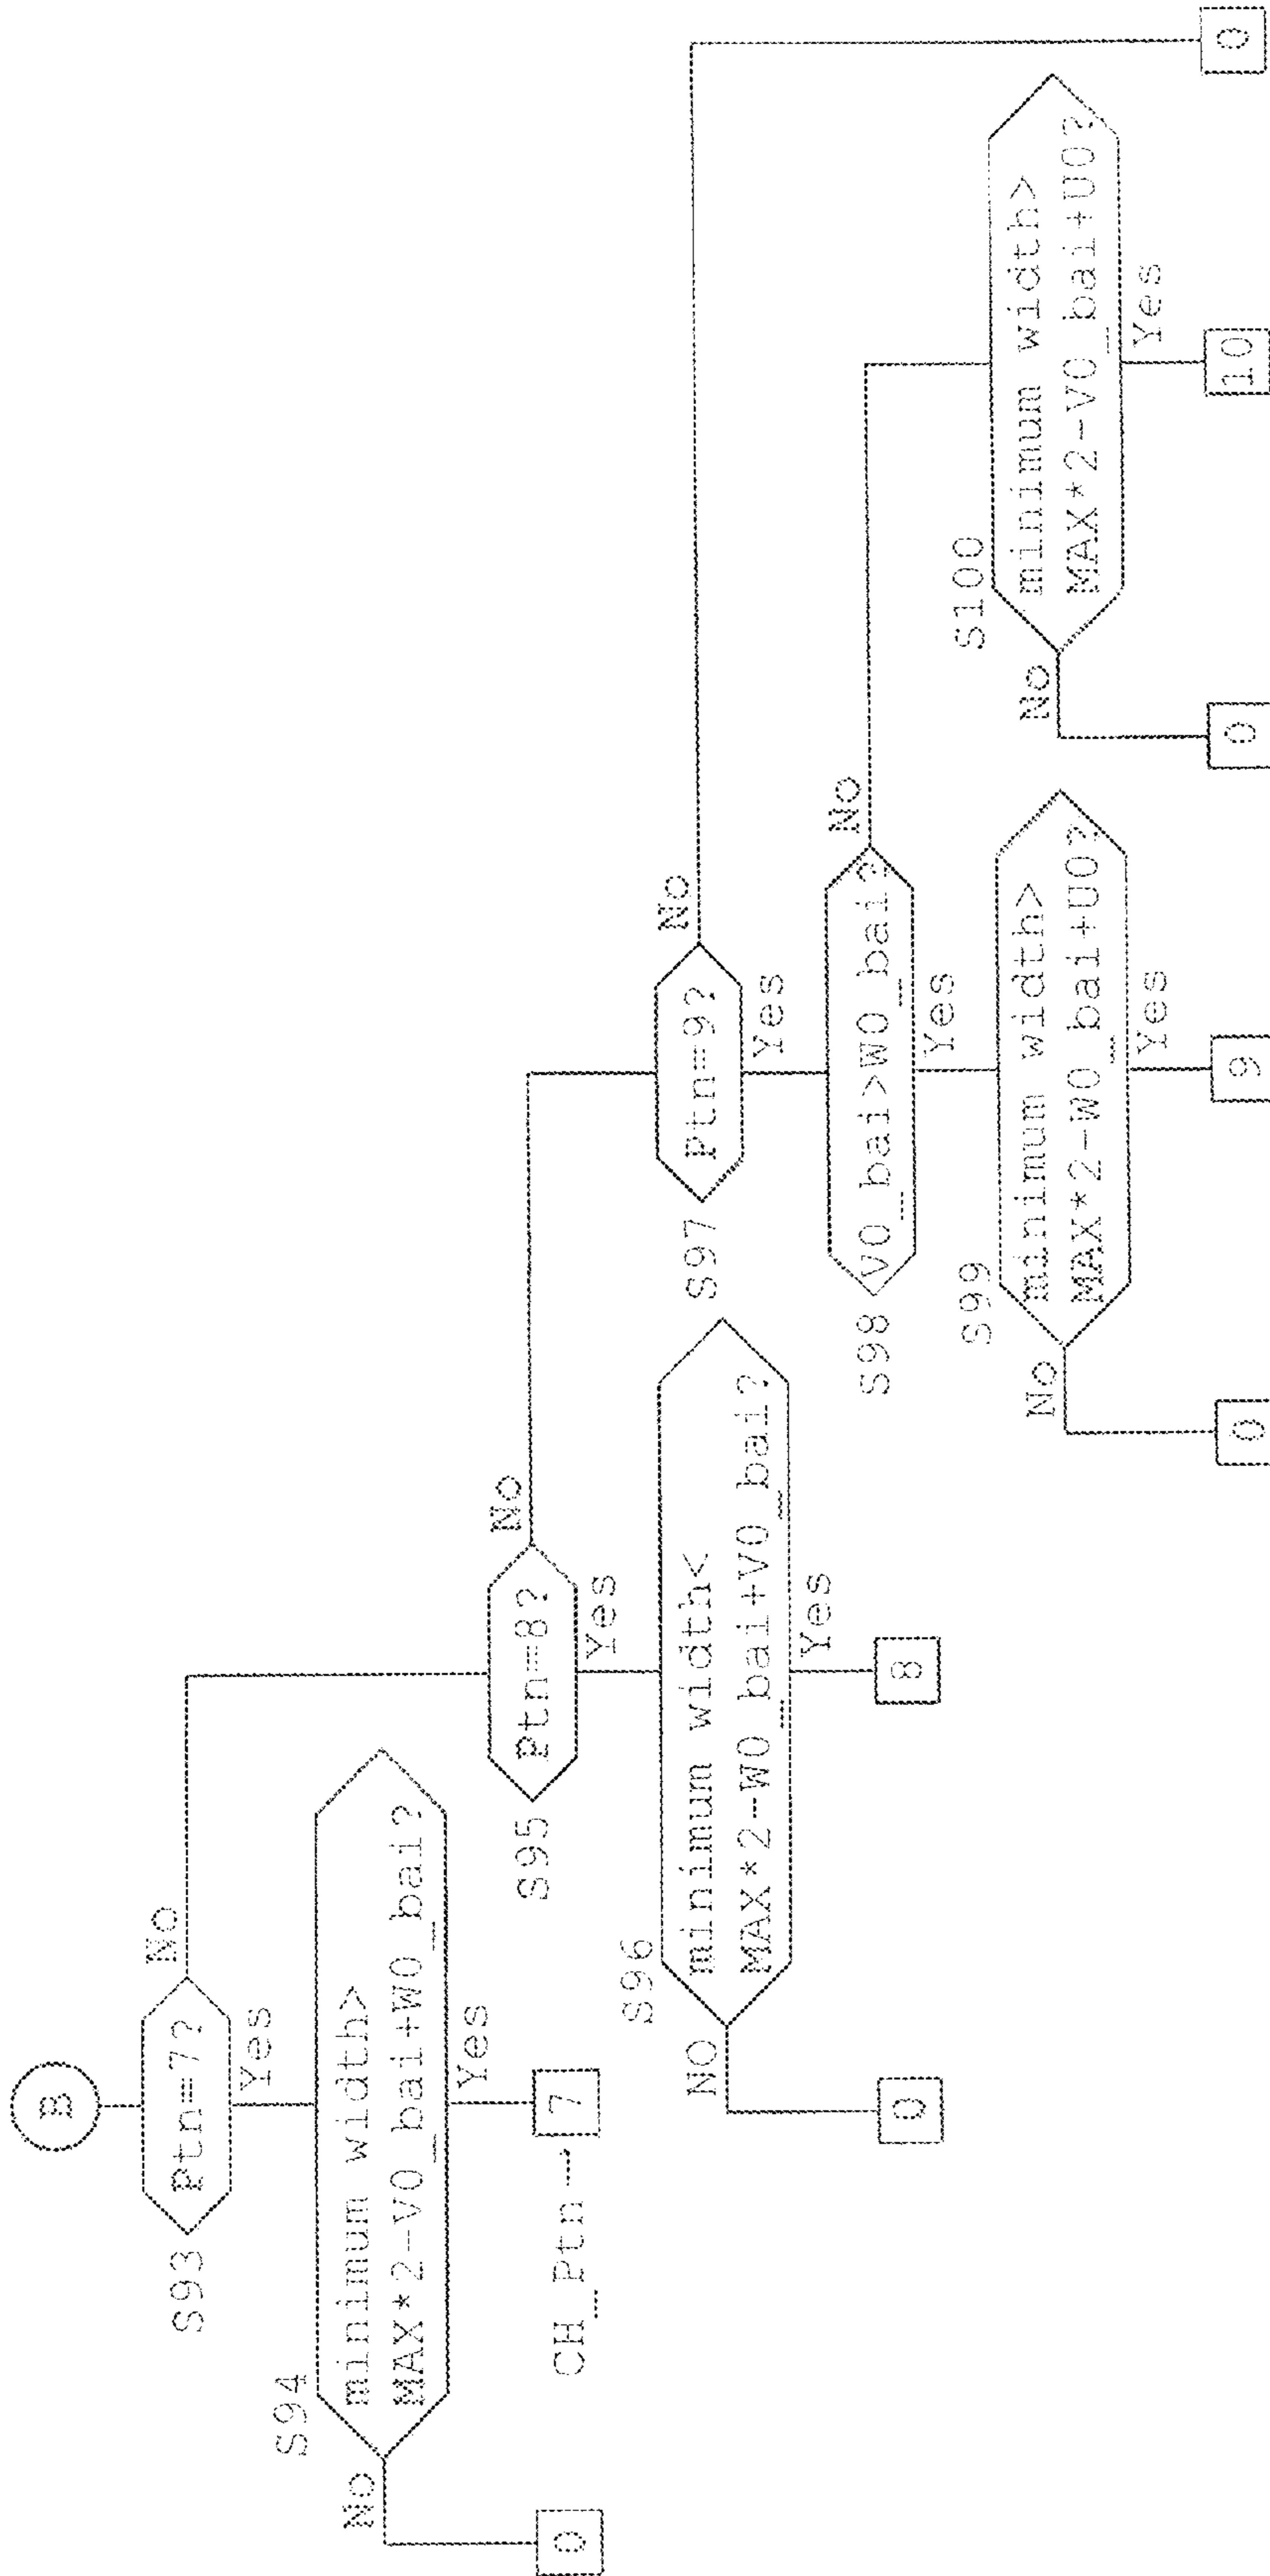 B
S93
Ptn=7?
No
Yes
S94
minimum width>
MAX*2-V0_bai+W0_bai?
No
Yes
0
CH_Ptn→
7
S95
Ptn=8?
No
Yes
S96
minimum width<
MAX*2-W0_bai+V0_bai?
NO
Yes
0
8
S97
Ptn=9?
No
Yes
S98
V0_bai>W0_bai?
No
Yes
S99
minimum width>
MAX*2-W0_bai+U0?
No
Yes
0
9
S100
minimum width>
MAX*2-V0_bai+U0?
No
Yes
0
10
0